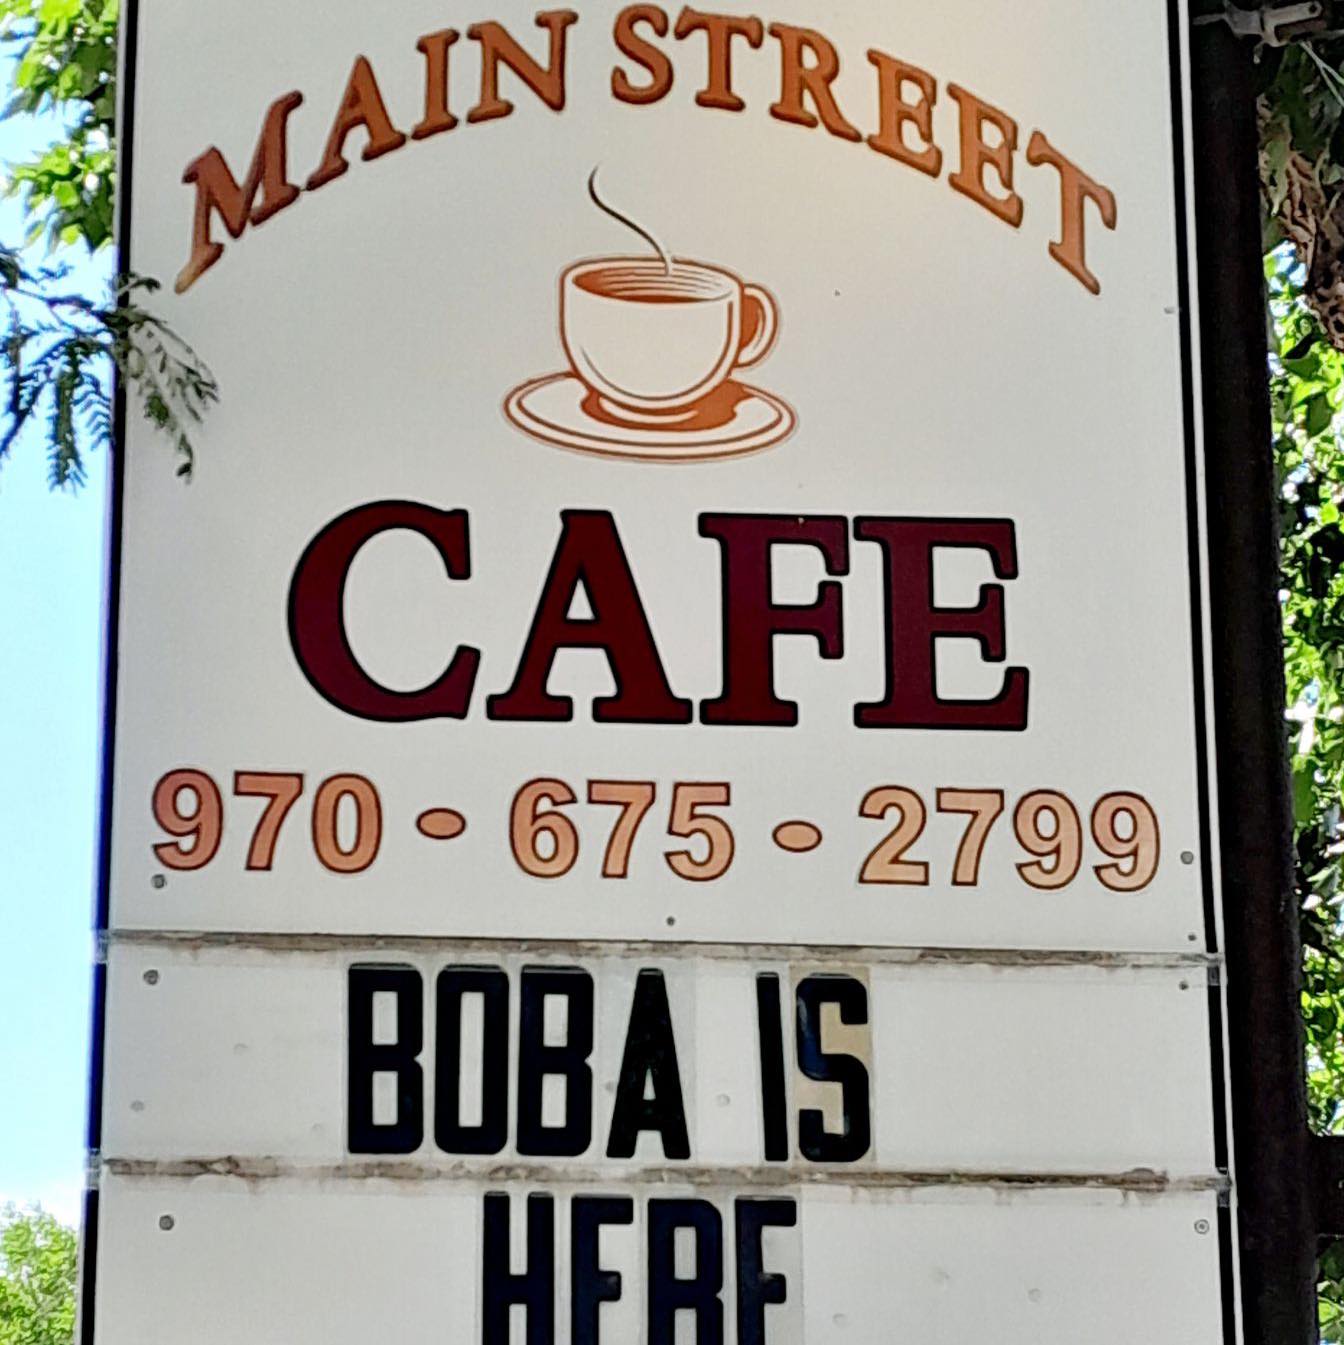 MAIN STREET
CAFE
970-675-2799
BOBA IS
HERE